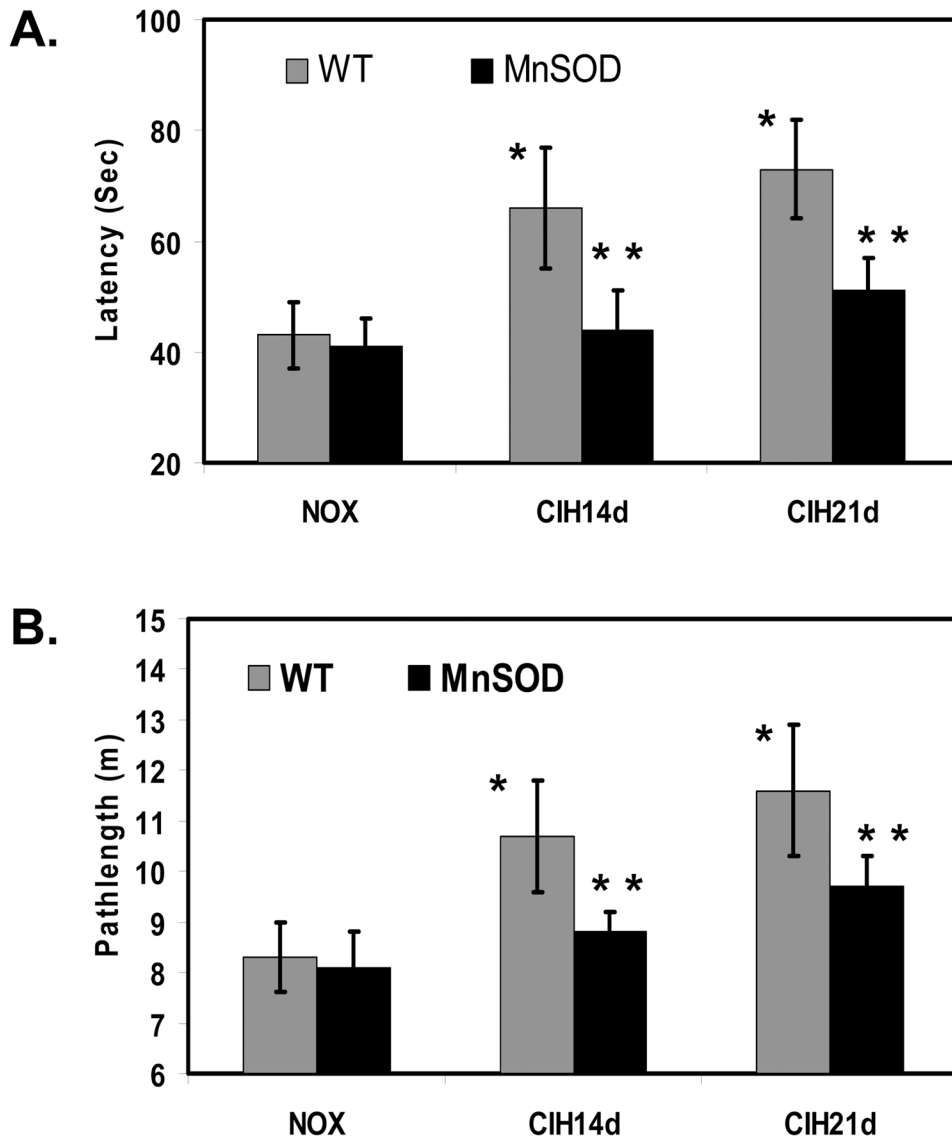 A.
100
WT MnSOD
80
60
40
20
Latency (Sec)
* * * *
* *
NOX CIH14d CIH21d
B.
15
14
13
12
11
10
9
8
7
6
Pathlength (m)
WT MnSOD
* * * *
* *
NOX CIH14d CIH21d